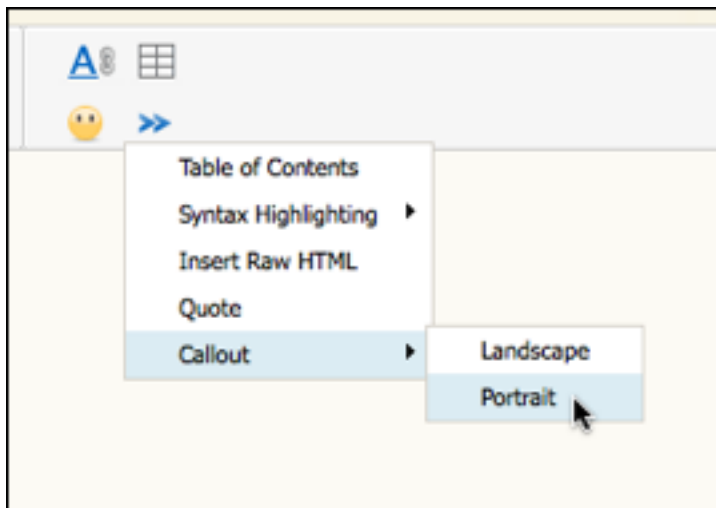 A
Table of Contents
Syntax Highlighting
Insert Raw HTML
Quote
Callout
Landscape
Portrait